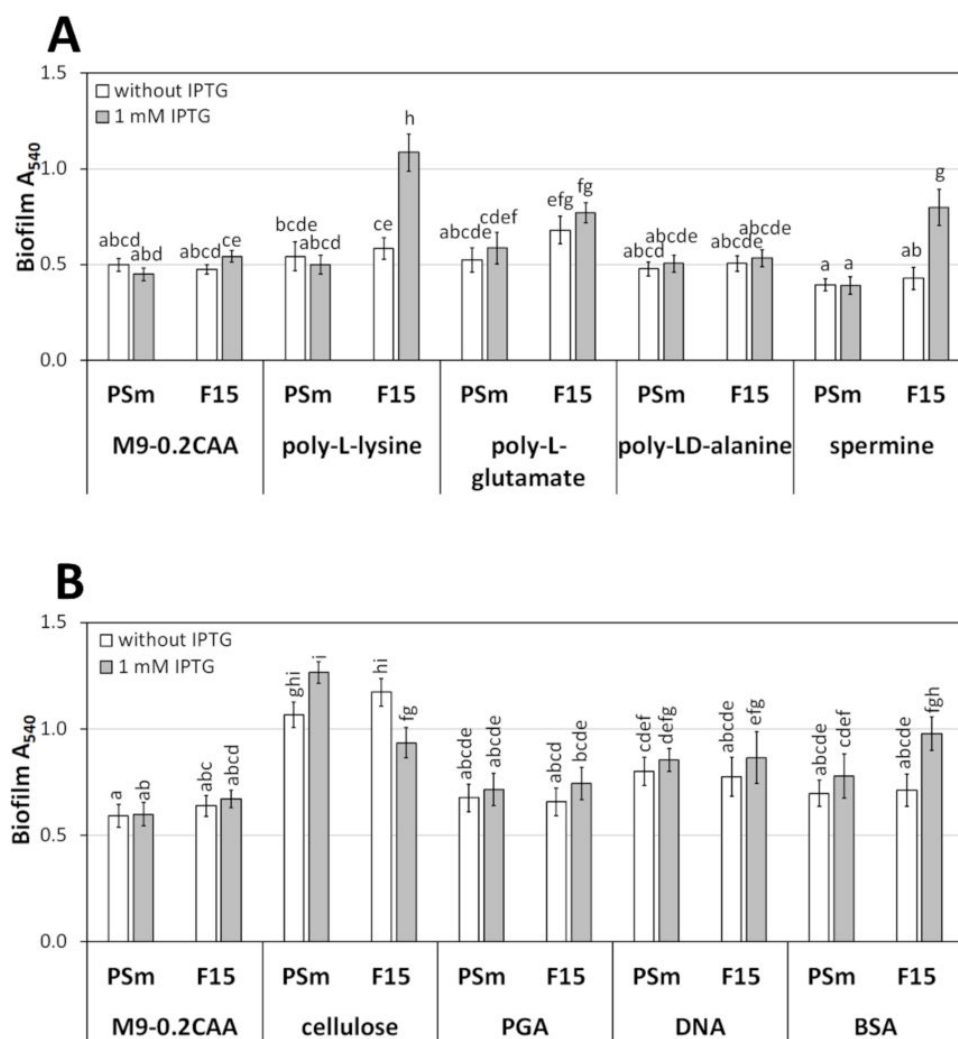 A
1.5
without IPTG
1 mM IPTG
h
1.0
g
fg
efg
bcde
abcd
ce
abcde
cdef
abcd
abcde
abcd
abcde
abcd
abd
abcd
ce
a
a
ab
0.5
0.0
Biofilm A540
PSm F15 PSm F15 PSm F15 PSm F15 PSm F15
M9-0.2CAA poly-L-lysine poly-L- poly-LD-alanine spermine
glutamate
B
1.5
without IPTG
1 mM IPTG
a
ab
abc
abcd
ghi
i
hi
fg
abcde
abcde
abcd
bcde
cdef
defg
abcde
efg
abcde
cdef
abcde
fgh
1.0
0.5
0.0
Biofilm A540
PSm F15 PSm F15 PSm F15 PSm F15 PSm F15
M9-0.2CAA cellulose PGA DNA BSA